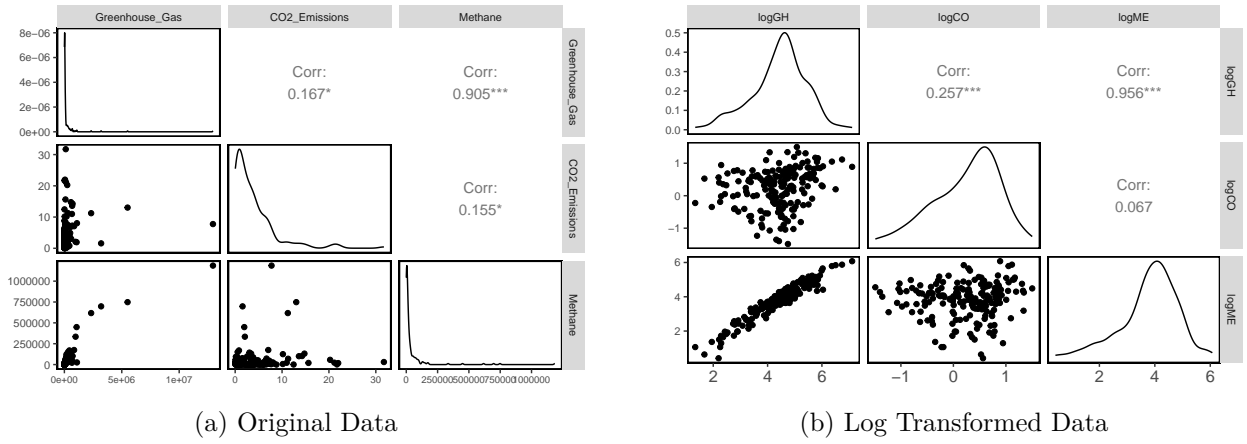 Greenhouse_Gas CO2_Emissions Methane
8e−06
6e−06
4e−06
2e−06
0e+00
Corr:
0.167*
Corr:
0.905***
Greenhouse_Gas
30
20
10
0
Corr:
0.155*
CO2_Emissions
1000000
750000
500000
250000
0
Methane
0e+00 5e+06 1e+07 0 10 20 30 0 250000 500000 750000 1000000
(a) Original Data
logGH logCO logME
0.5
0.4
0.3
0.2
0.1
0.0
Corr:
0.257***
Corr:
0.956***
logGH
1
0
−1
Corr:
0.067
logCO
6
4
2
logME
2 4 6 −1 0 1 2 4 6
(b) Log Transformed Data